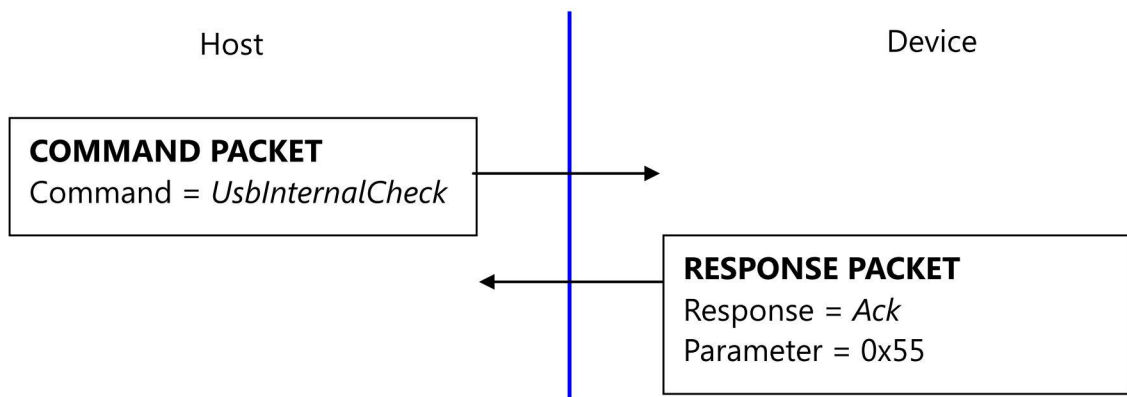 Host
Device
COMMAND PACKET
Command = UsbInternalCheck
RESPONSE PACKET
Response = Ack
Parameter = 0x55